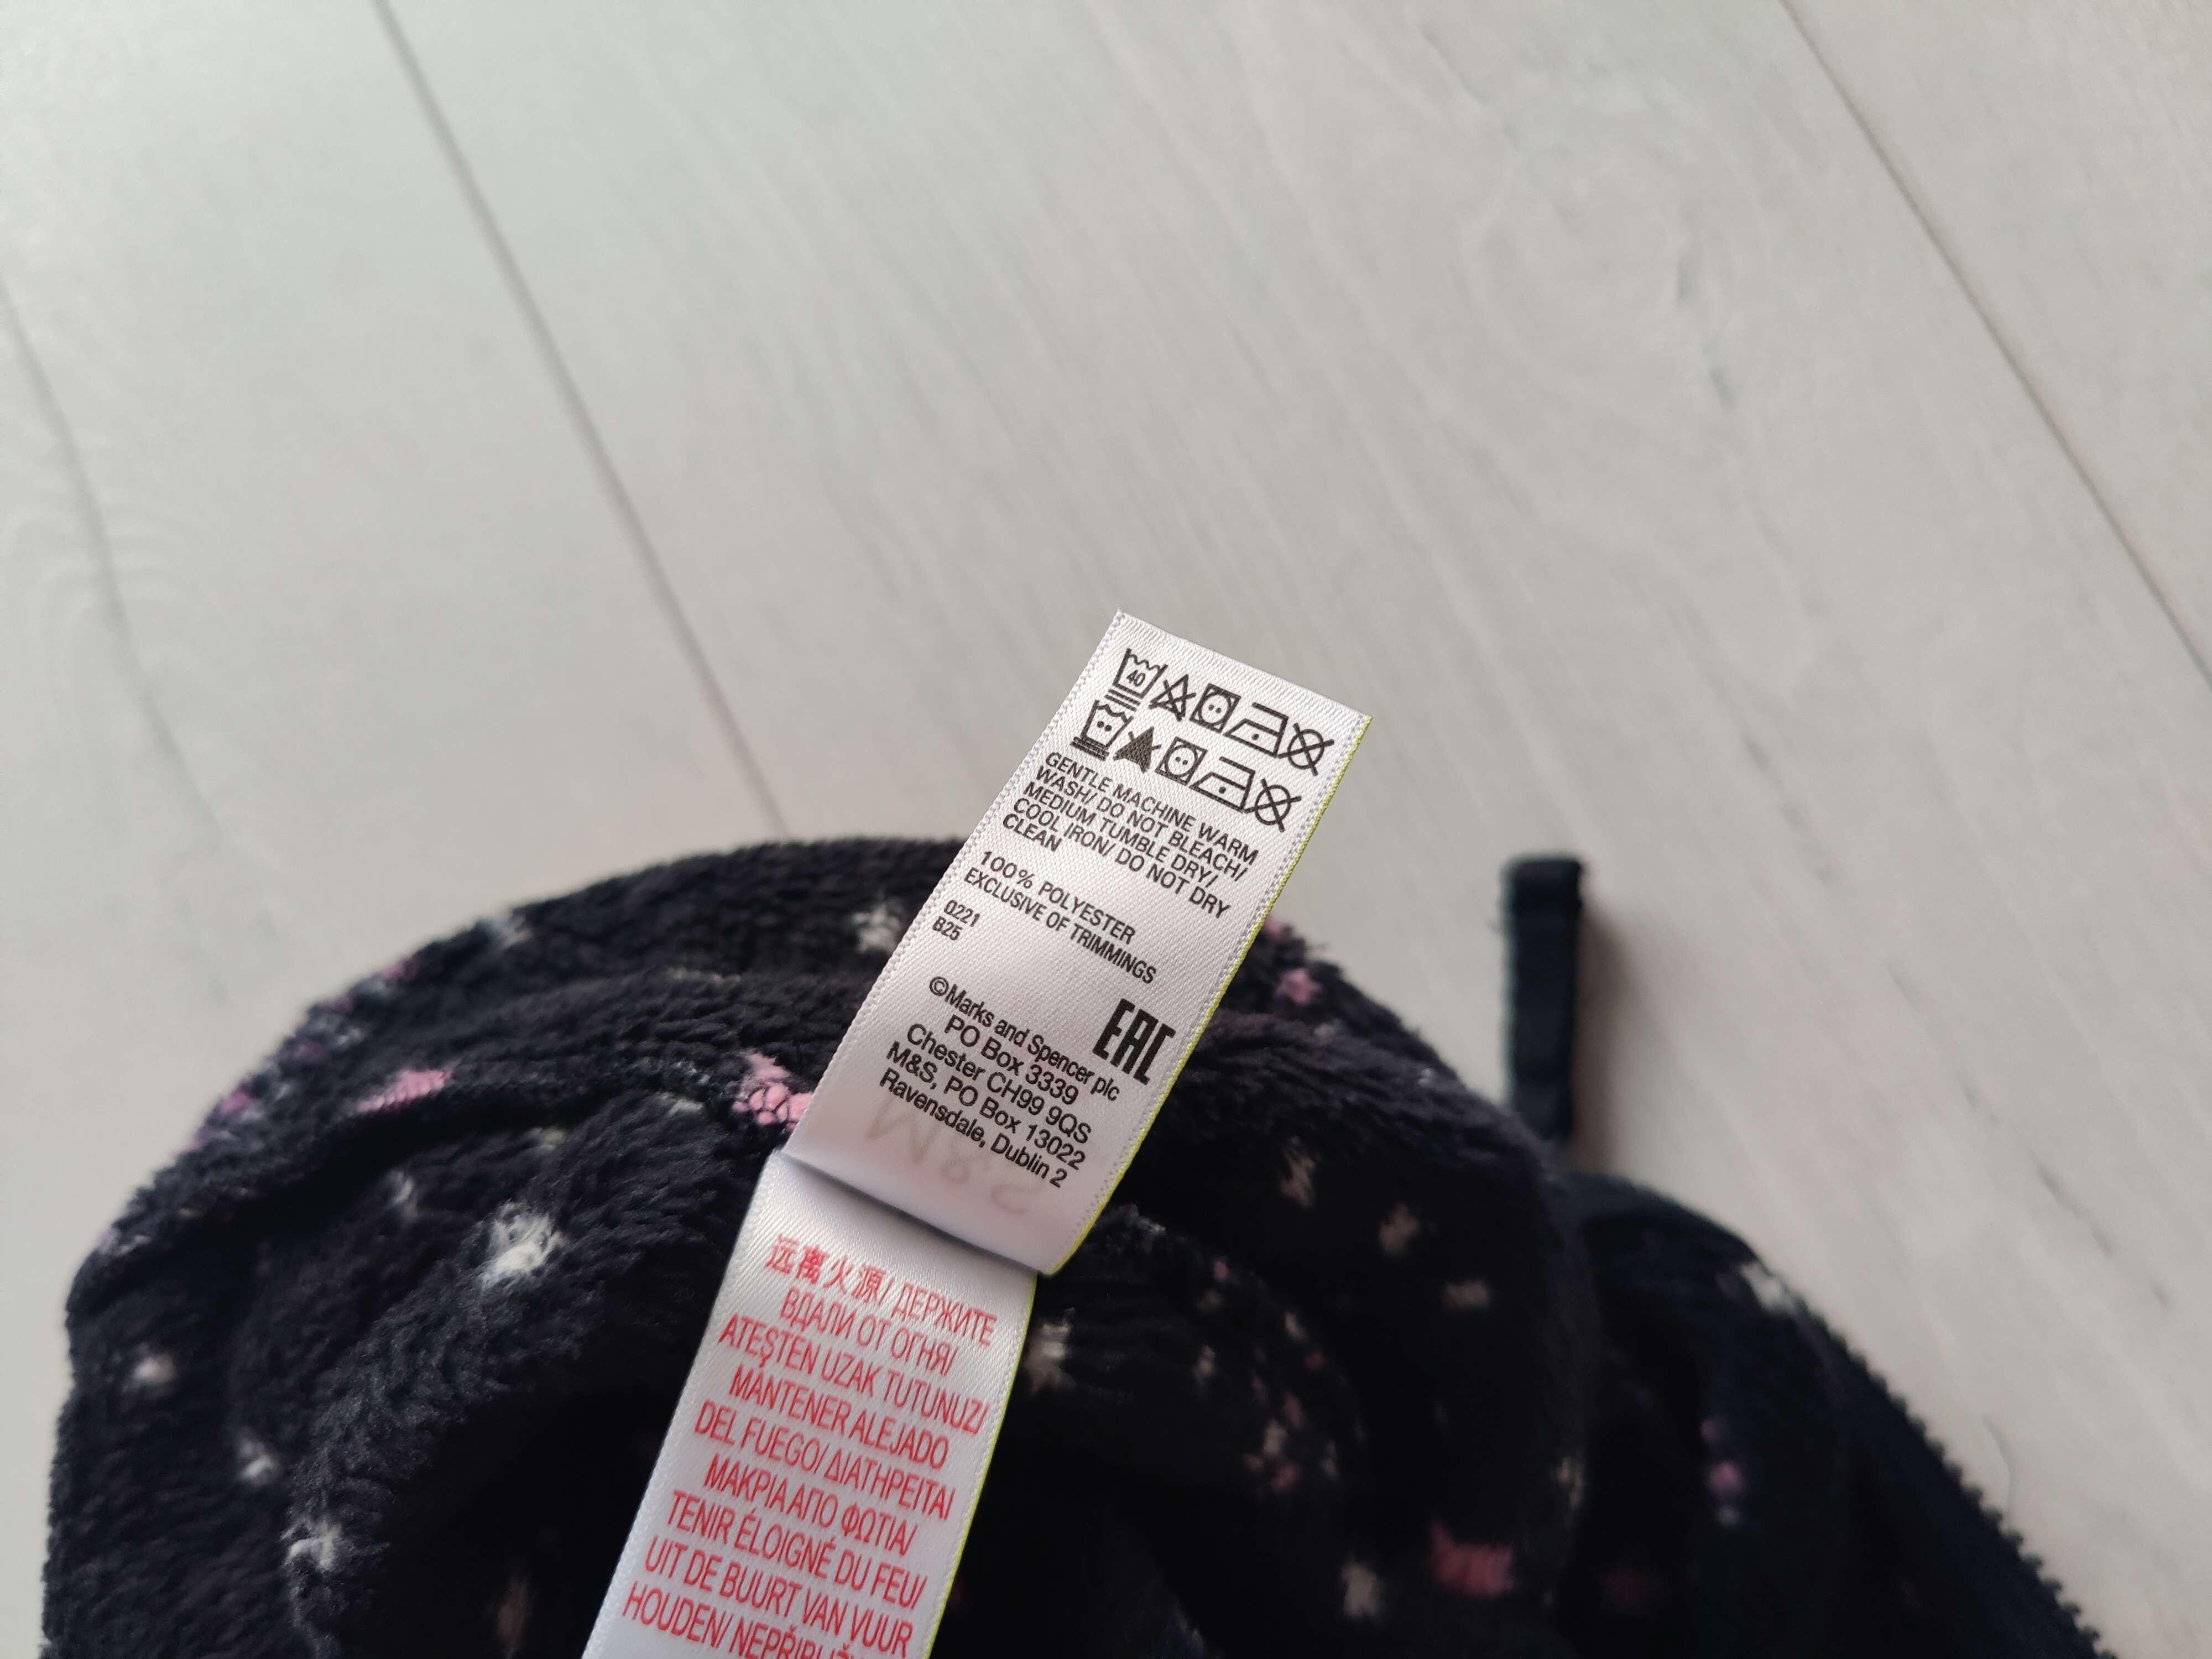 40
GENTLE MACHINE WARM
WASH/ DO NOT BLEACH/
MEDIUM TUMBLE DRY/
COOL IRON/ DO NOT DRY
CLEAN
100% POLYESTER
EXCLUSIVE OF TRIMMINGS
0221
B25
EAC
©Marks and Spencer plc
PO Box 3339
Chester CH99 9QS
M&S, PO Box 13022
Ravensdale, Dublin 2
远离火源/ ДЕРЖИТЕ
ВДАЛИ ОТ ОГНЯ/
ATEŞTEN UZAK TUTUNUZ/
MANTENER ALEJADO
DEL FUEGO/ ΔΙΑΤΗΡΕΙΤΑΙ
ΜΑΚΡΙΑ ΑΠΟ ΦΩΤΙΑ/
TENIR ÉLOIGNÉ DU FEU/
UIT DE BUURT VAN VUUR
HOUDEN/